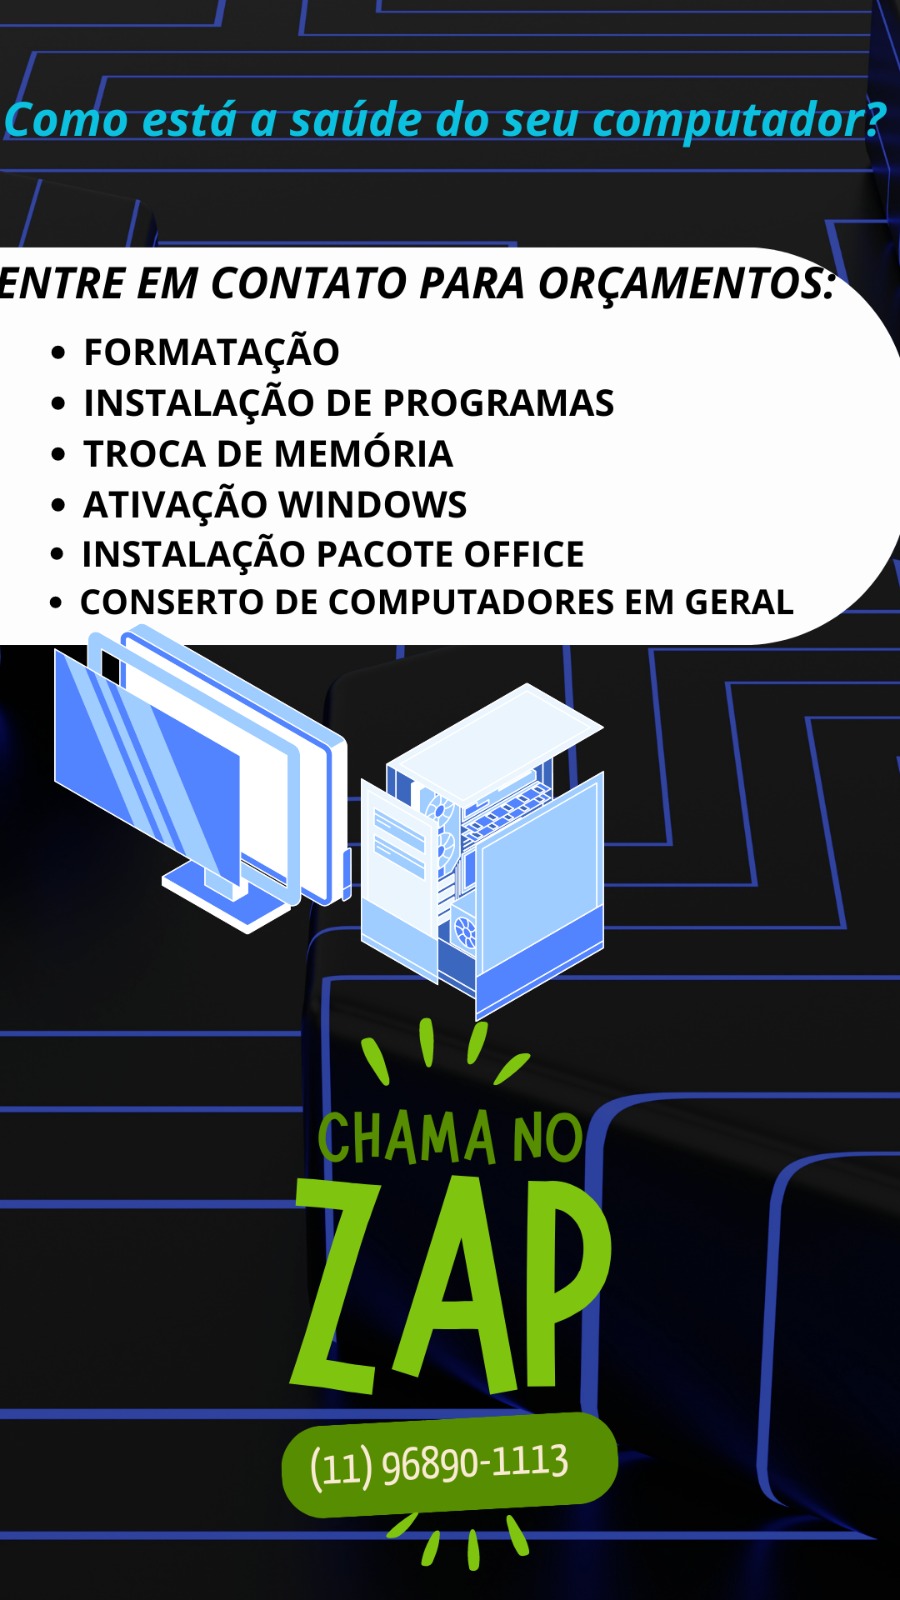 Como está a saúde do seu computador?
ENTRE EM CONTATO PARA ORÇAMENTOS:
• FORMATAÇÃO
• INSTALAÇÃO DE PROGRAMAS
• TROCA DE MEMÓRIA
• ATIVAÇÃO WINDOWS
• INSTALAÇÃO PACOTE OFFICE
• CONSERTO DE COMPUTADORES EM GERAL
CHAMA NO
ZAP
(11) 96890-1113